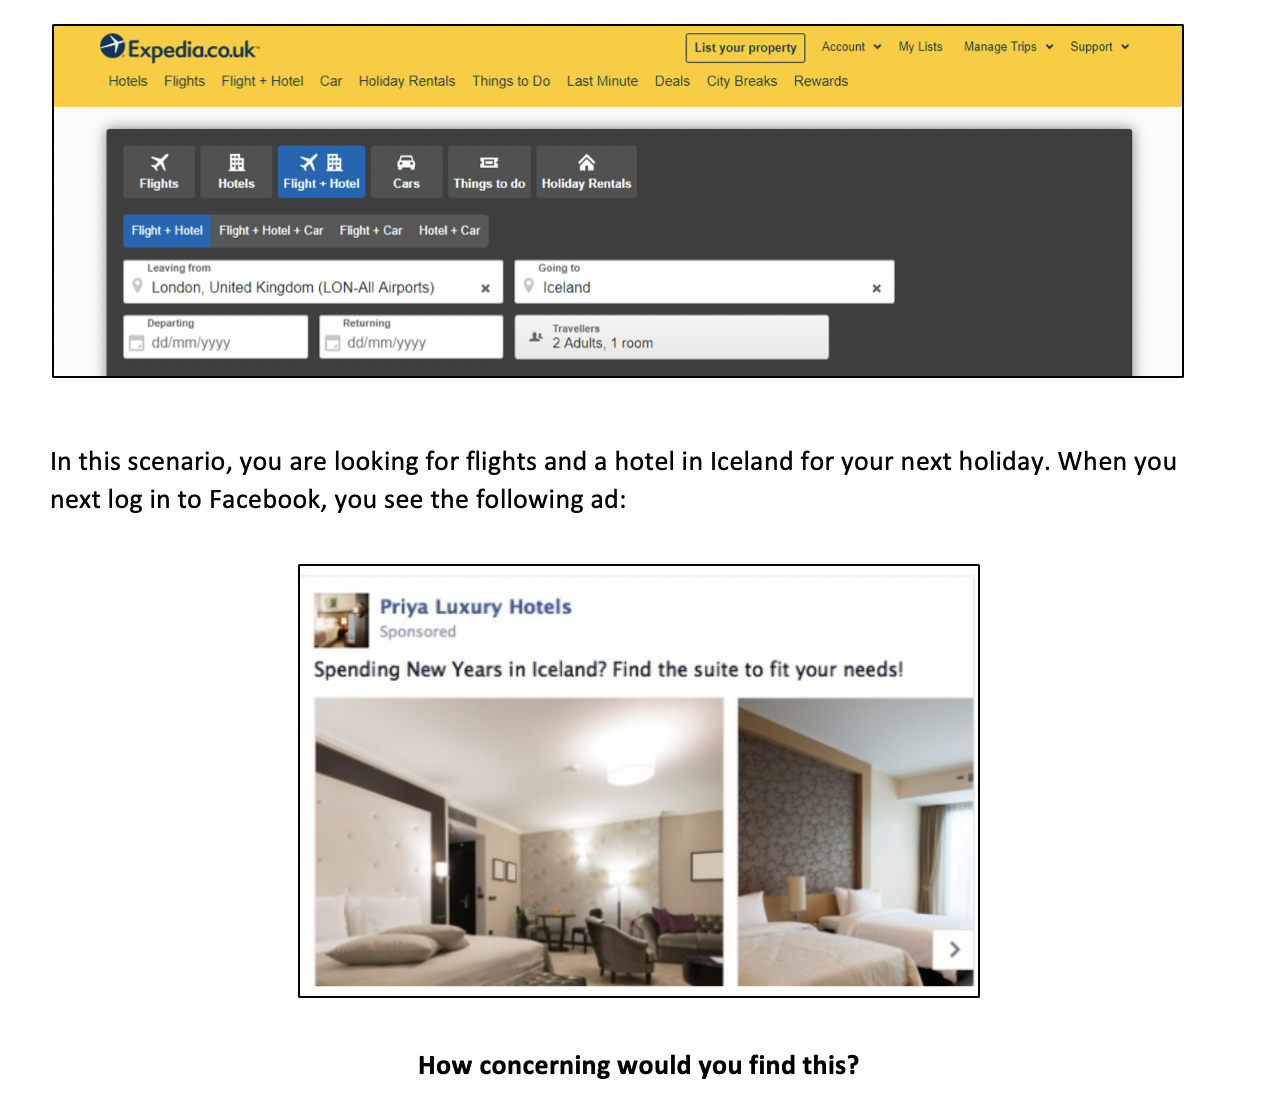 Expedia.co.uk
List your property Account My Lists Manage Trips Support
Hotels Flights Flight + Hotel Car Holiday Rentals Things to Do Last Minute Deals City Breaks Rewards
Flights Hotels Flight + Hotel Cars Things to do Holiday Rentals
Flight + Hotel Flight + Hotel + Car Flight + Car Hotel + Car
Leaving from Going to
London, United Kingdom (LON-All Airports) Iceland
Departing Returning Travellers
dd/mm/yyyy dd/mm/yyyy 2 Adults, 1 room
In this scenario, you are looking for flights and a hotel in Iceland for your next holiday. When you
next log in to Facebook, you see the following ad:
Priya Luxury Hotels
Sponsored
Spending New Years in Iceland? Find the suite to fit your needs!
How concerning would you find this?